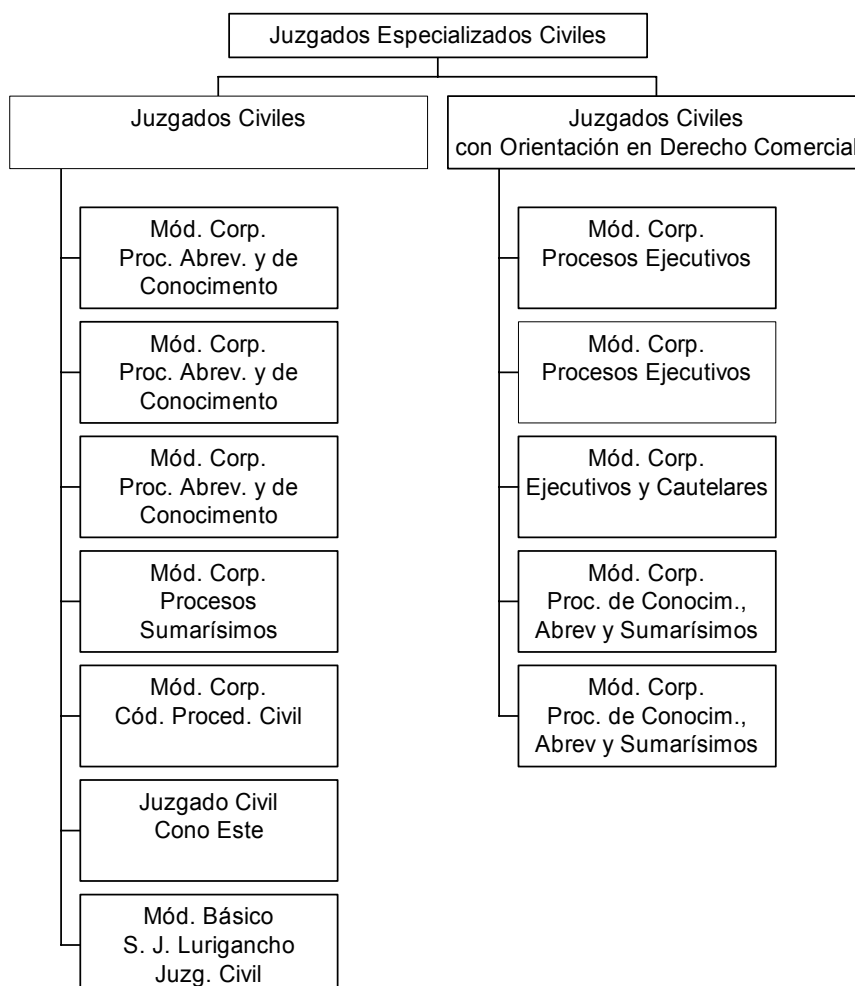 Juzgados Especializados Civiles
Juzgados Civiles
Mód. Corp.
Proc. Abrev. y de
Conocimento
Mód. Corp.
Proc. Abrev. y de
Conocimento
Mód. Corp.
Proc. Abrev. y de
Conocimento
Mód. Corp.
Procesos
Sumarísimos
Mód. Corp.
Cód. Proced. Civil
Juzgado Civil
Cono Este
Mód. Básico
S. J. Lurigancho
Juzg. Civil
Juzgados Civiles
con Orientación en Derecho Comercial
Mód. Corp.
Procesos Ejecutivos
Mód. Corp.
Procesos Ejecutivos
Mód. Corp.
Ejecutivos y Cautelares
Mód. Corp.
Proc. de Conocim.,
Abrev y Sumarísimos
Mód. Corp.
Proc. de Conocim.,
Abrev y Sumarísimos